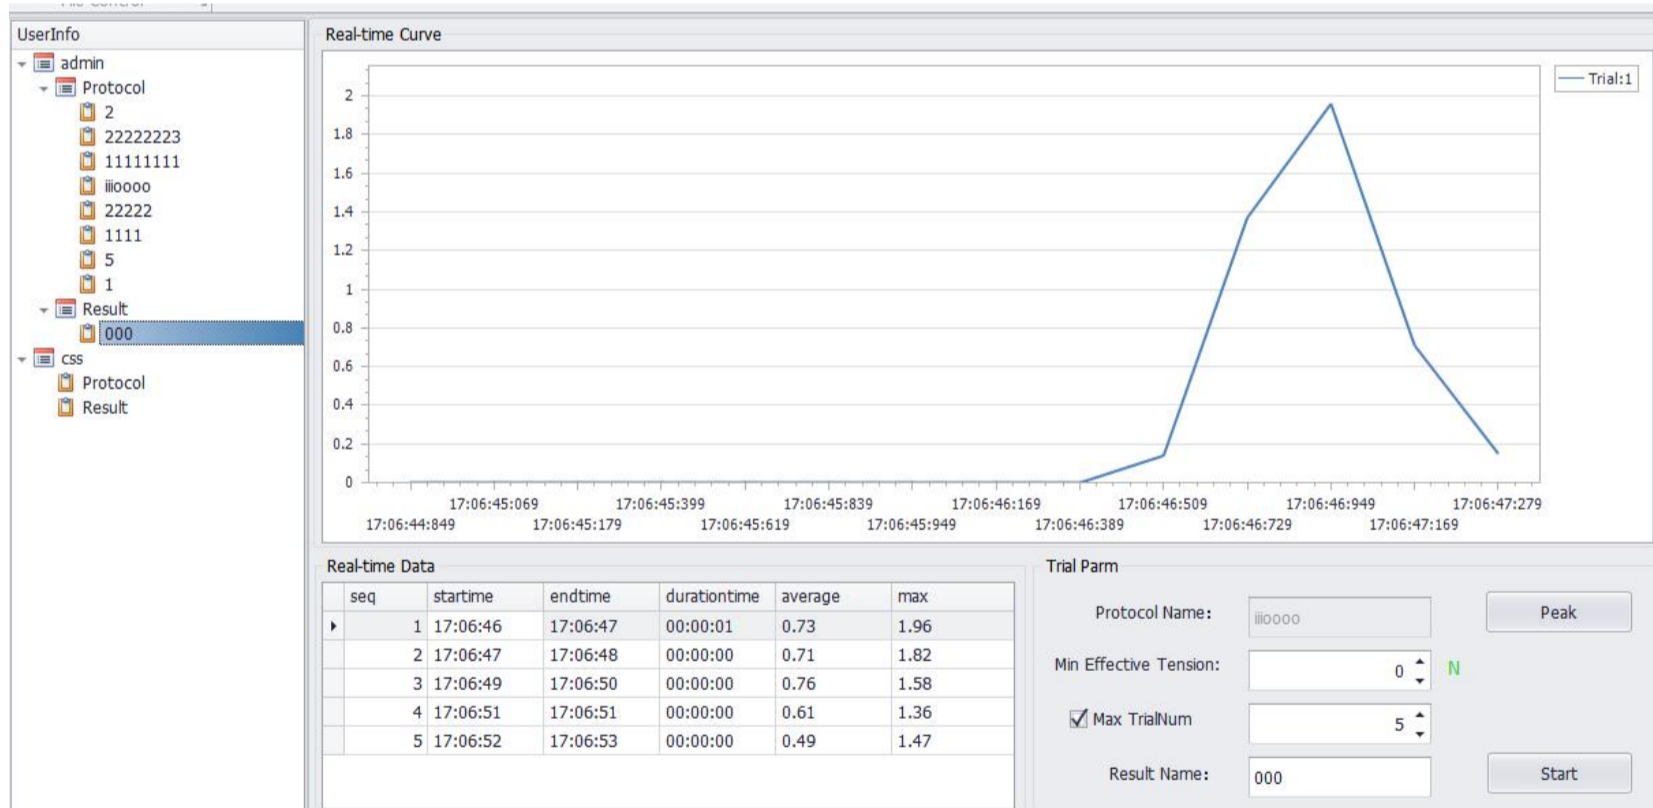 File Control
UserInfo
admin
Protocol
2
22222223
11111111
iiioooo
22222
1111
5
1
Result
000
css
Protocol
Result
Real-time Curve
Trial:1
2
1.8
1.6
1.4
1.2
1
0.8
0.6
0.4
0.2
0
17:06:45:069 17:06:45:399 17:06:45:839 17:06:46:169 17:06:46:509 17:06:46:949 17:06:47:279
17:06:44:849 17:06:45:179 17:06:45:619 17:06:45:949 17:06:46:389 17:06:46:729 17:06:47:169
Real-time Data
seq startime endtime durationtime average max
1 17:06:46 17:06:47 00:00:01 0.73 1.96
2 17:06:47 17:06:48 00:00:00 0.71 1.82
3 17:06:49 17:06:50 00:00:00 0.76 1.58
4 17:06:51 17:06:51 00:00:00 0.61 1.36
5 17:06:52 17:06:53 00:00:00 0.49 1.47
Trial Parm
Protocol Name: iiioooo Peak
Min Effective Tension: 0 N
Max TrialNum 5
Result Name: 000 Start